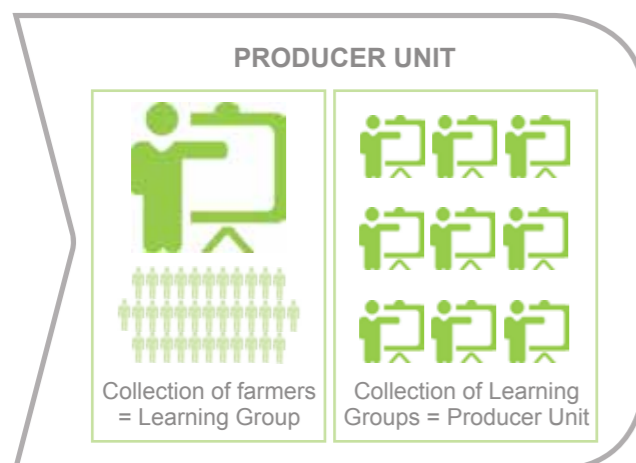 PRODUCER UNIT
Collection of farmers
= Learning Group
Collection of Learning
Groups = Producer Unit